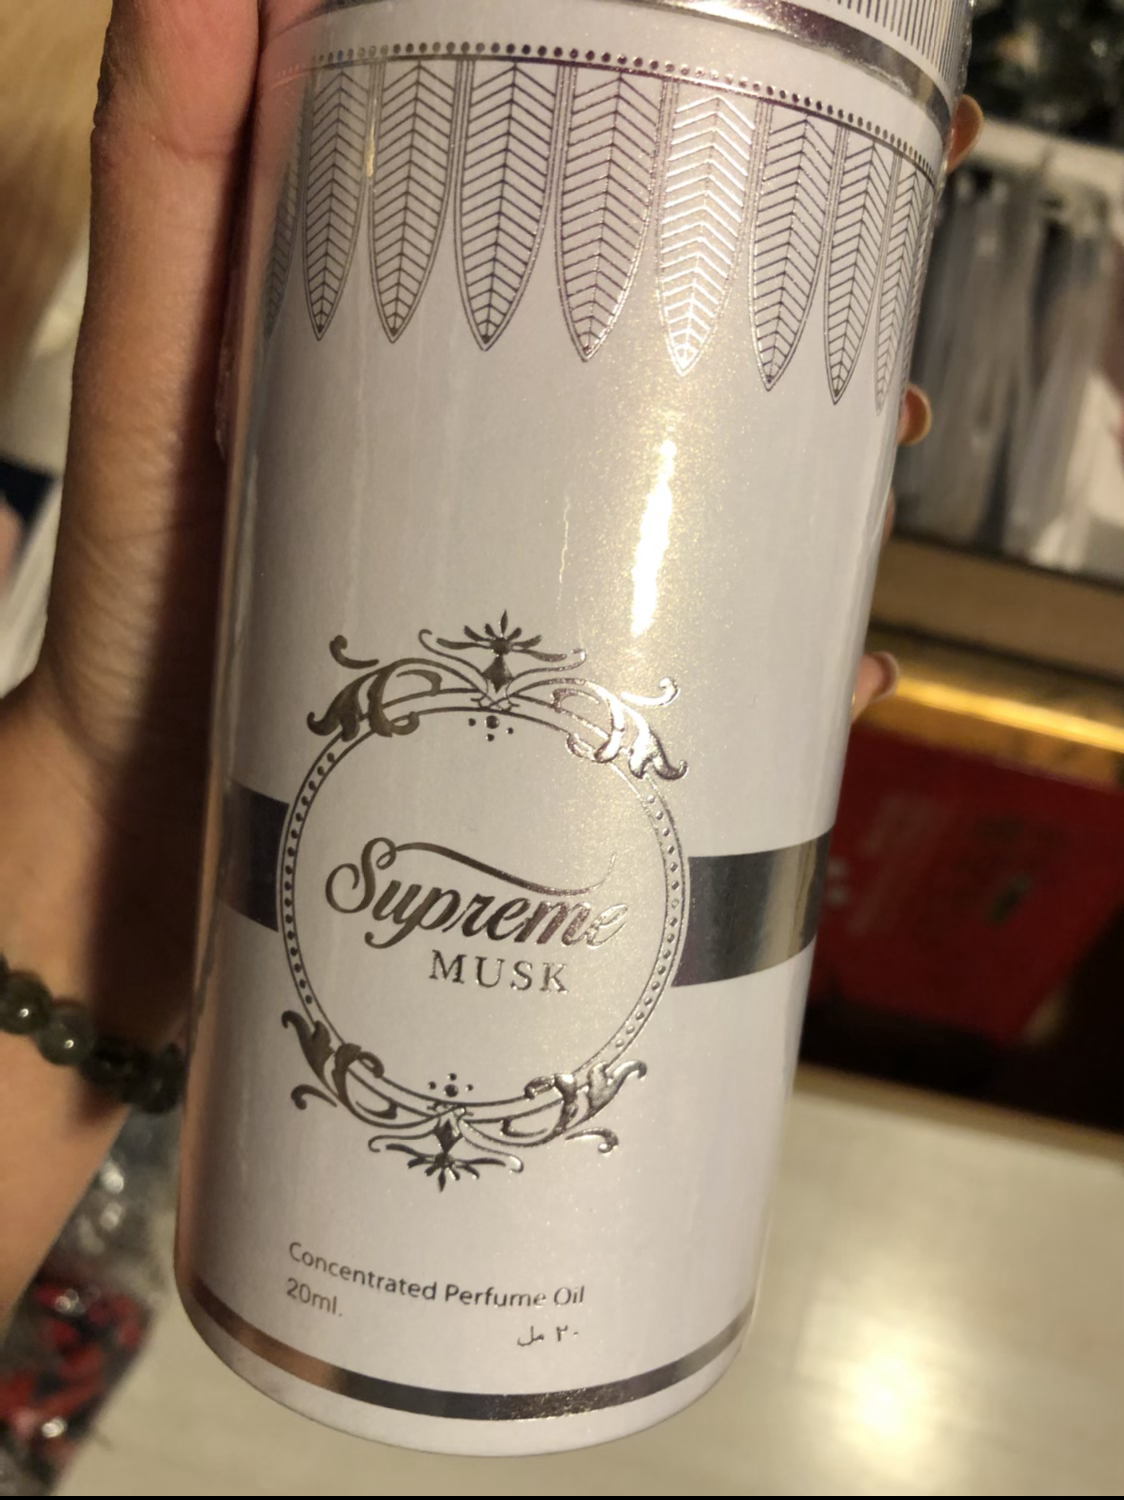 Supreme
MUSK
Concentrated Perfume Oil
20ml.
٢٠ مل